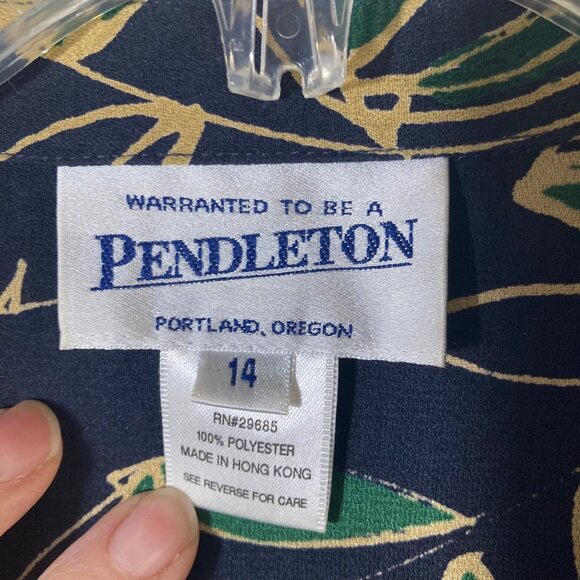 WARRANTED TO BE A
PENDLETON
PORTLAND, OREGON
14
RN#29685
100% POLYESTER
MADE IN HONG KONG
SEE REVERSE FOR CARE